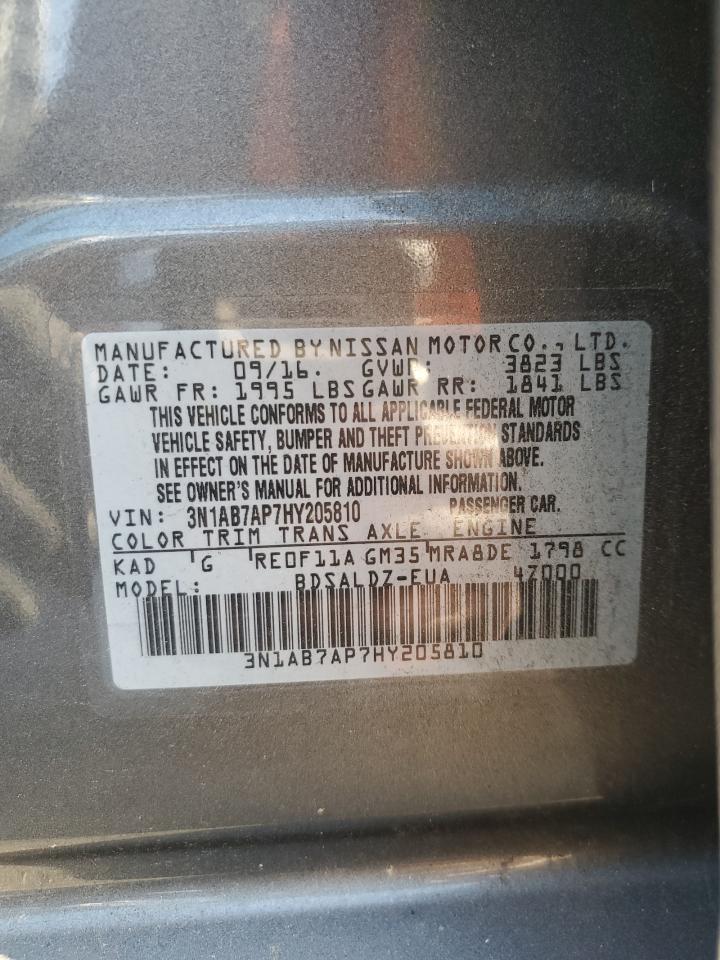 MANUFACTURED BY NISSAN MOTOR CO., LTD.
DATE: 09/16. GVWR: 3823 LBS
GAWR FR: 1995 LBS GAWR RR: 1841 LBS
THIS VEHICLE CONFORMS TO ALL APPLICABLE FEDERAL MOTOR
VEHICLE SAFETY, BUMPER AND THEFT PREVENTION STANDARDS
IN EFFECT ON THE DATE OF MANUFACTURE SHOWN ABOVE.
SEE OWNER'S MANUAL FOR ADDITIONAL INFORMATION.
VIN: 3N1AB7AP7HY205810 PASSENGER CAR.
COLOR TRIM TRANS AXLE ENGINE
KAD G RE0F11A GM35 MRA8DE 1798 CC
MODEL: BDSALDZ-EUA 47000
3N1AB7AP7HY205810